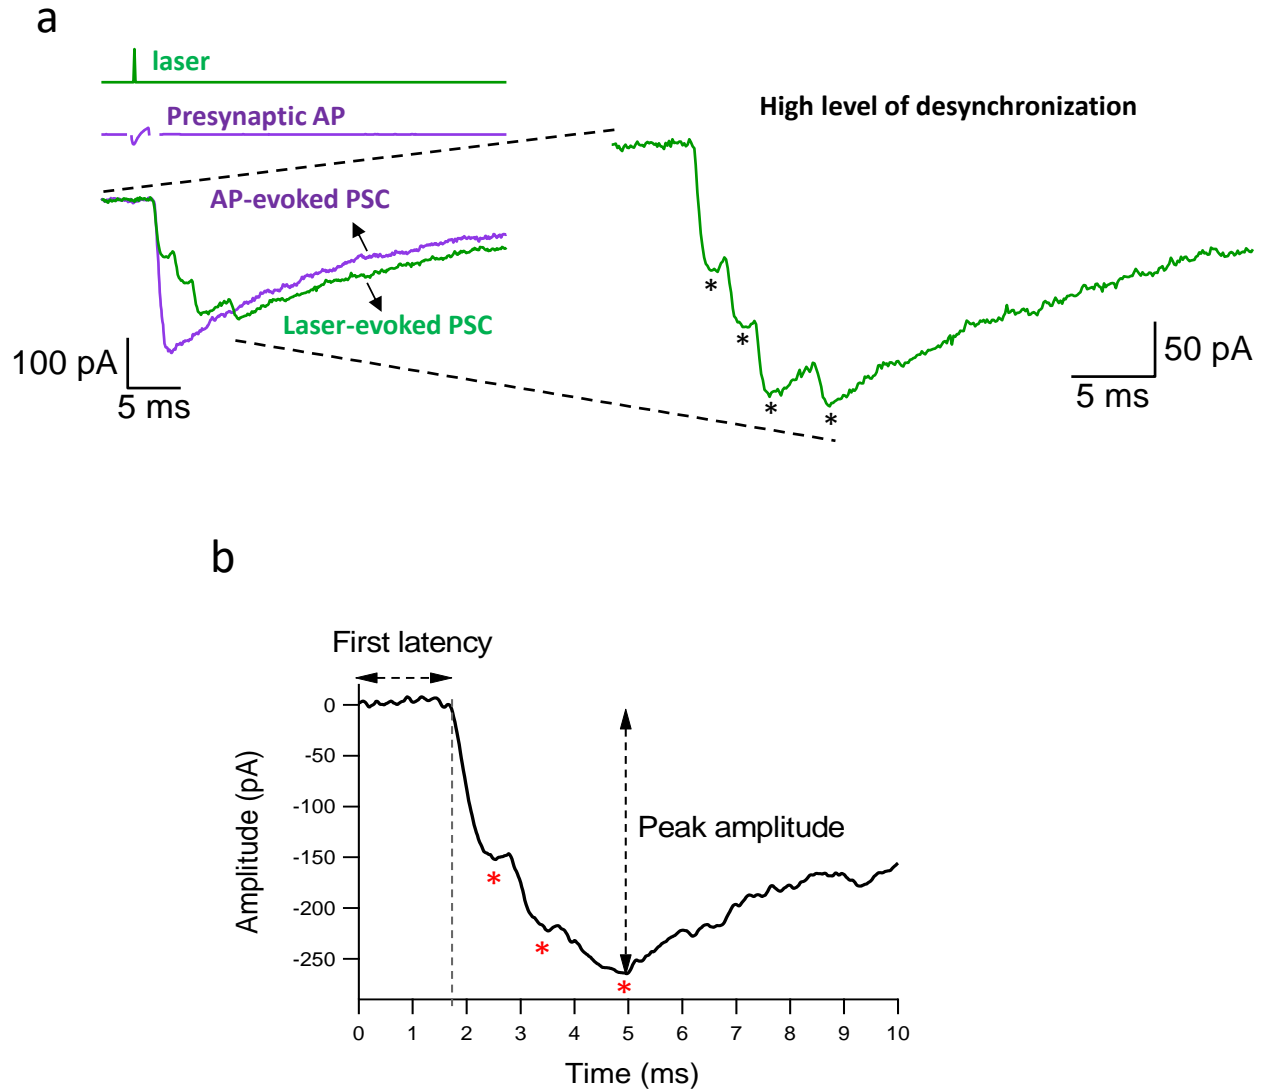 a
laser
Presynaptic AP
High level of desynchronization
AP-evoked PSC
Laser-evoked PSC
100 pA
5 ms
*
*
*
*
50 pA
5 ms
b
First latency
0
-50
-100
-150
-200
-250
Amplitude (pA)
Peak amplitude
*
*
*
0 1 2 3 4 5 6 7 8 9 10
Time (ms)